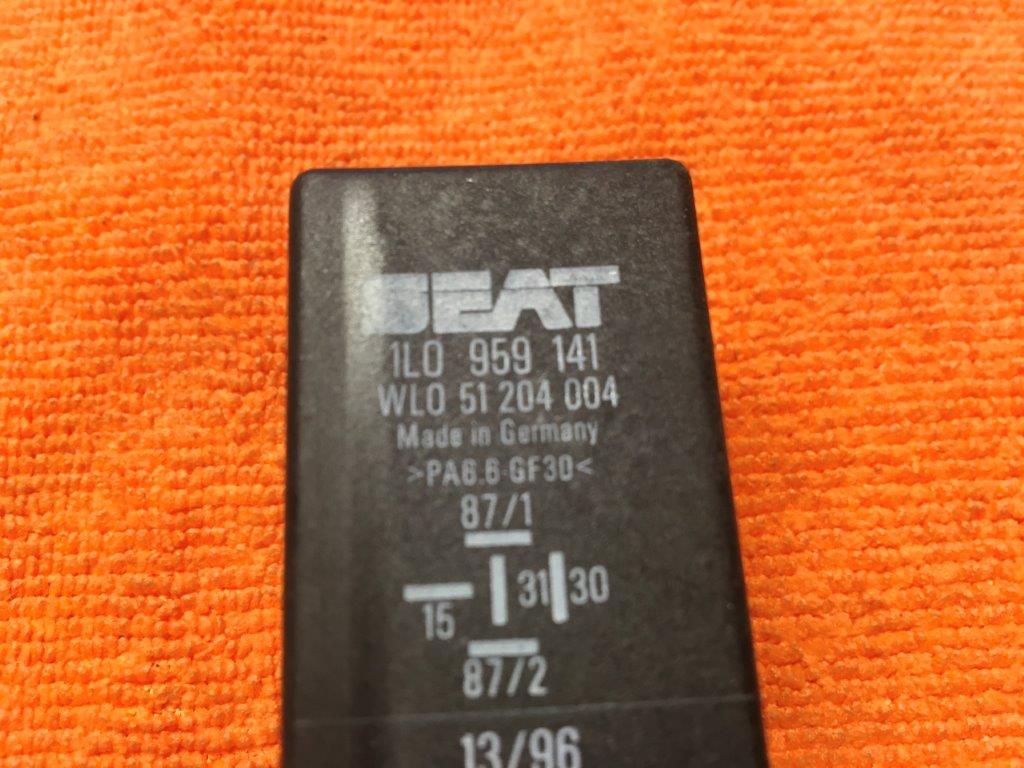 SEAT
1L0 959 141
WL0 51 204 004
Made in Germany
>PA6.6-GF30<
87/1
31 30
15
87/2
13/96